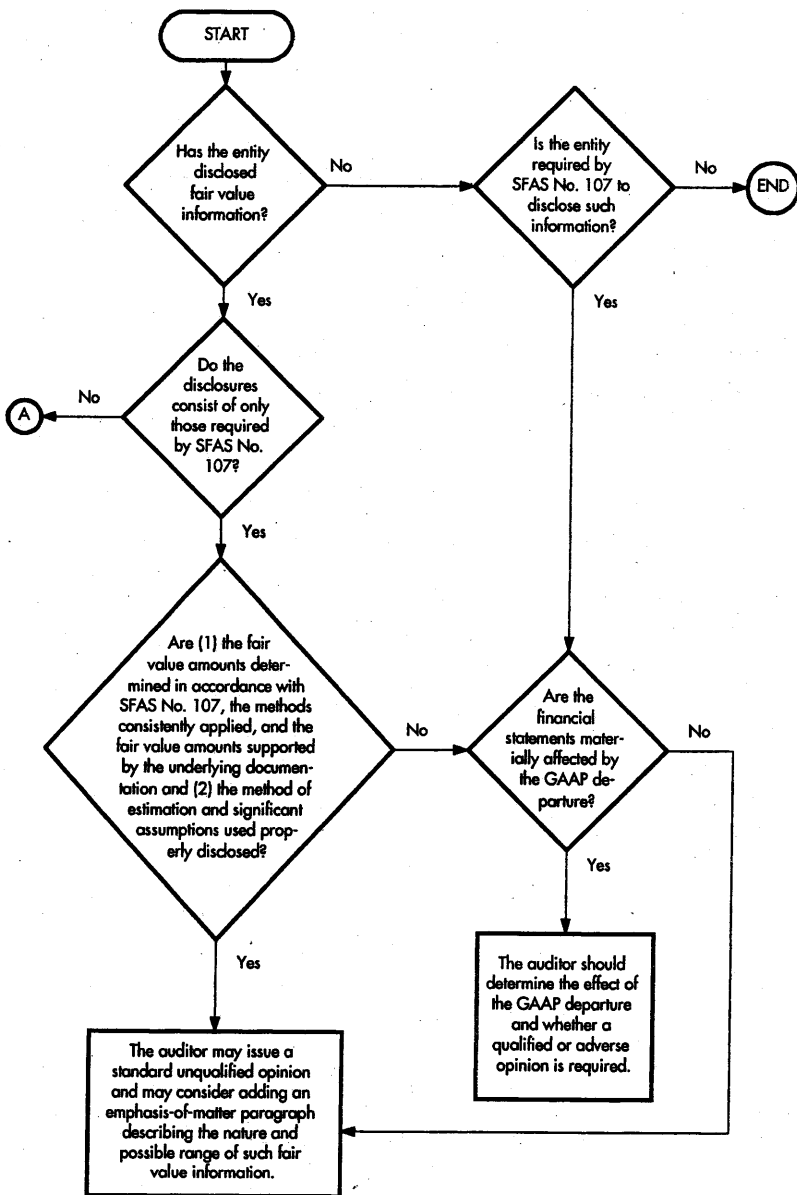 START
Has the entity
disclosed
fair value
information?
No
Is the entity
required by
SFAS No. 107 to
disclose such
information?
No
END
Yes
Yes
Do the
disclosures
consist of only
those required
by SFAS No.
107?
No
A
Yes
Are (1) the fair
value amounts deter-
mined in accordance with
SFAS No. 107, the methods
consistently applied, and the
fair value amounts supported
by the underlying documen-
tation and (2) the method of
estimation and significant
assumptions used prop-
erly disclosed?
No
Are the
financial
statements mater-
ially affected by
the GAAP de-
parture?
No
Yes
Yes
The auditor should
determine the effect of
the GAAP departure
and whether a
qualified or adverse
opinion is required.
The auditor may issue a
standard unqualified opinion
and may consider adding an
emphasis-of-matter paragraph
describing the nature and
possible range of such fair
value information.